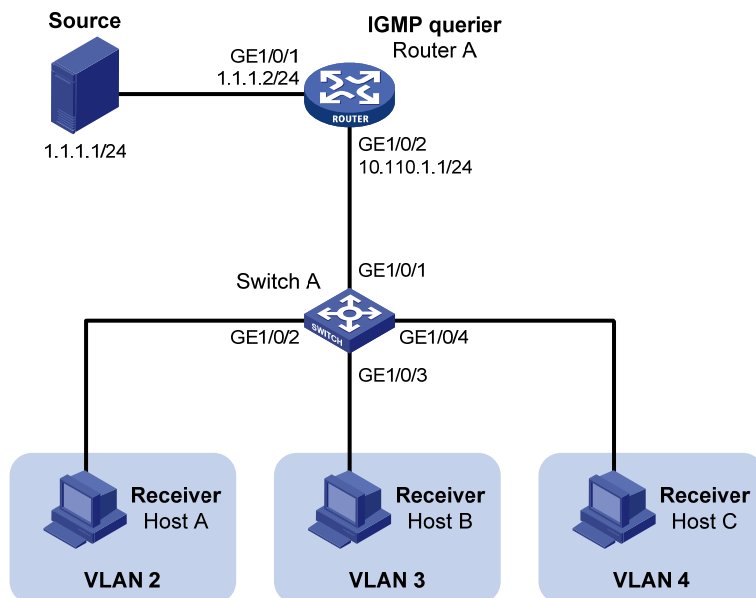 Source
IGMP querier
Router A
GE1/0/1
1.1.1.2/24
ROUTER
1.1.1.1/24
GE1/0/2
10.110.1.1/24
GE1/0/1
Switch A
SWITCH
GE1/0/2
GE1/0/4
GE1/0/3
Receiver
Host A
VLAN 2
Receiver
Host B
VLAN 3
Receiver
Host C
VLAN 4